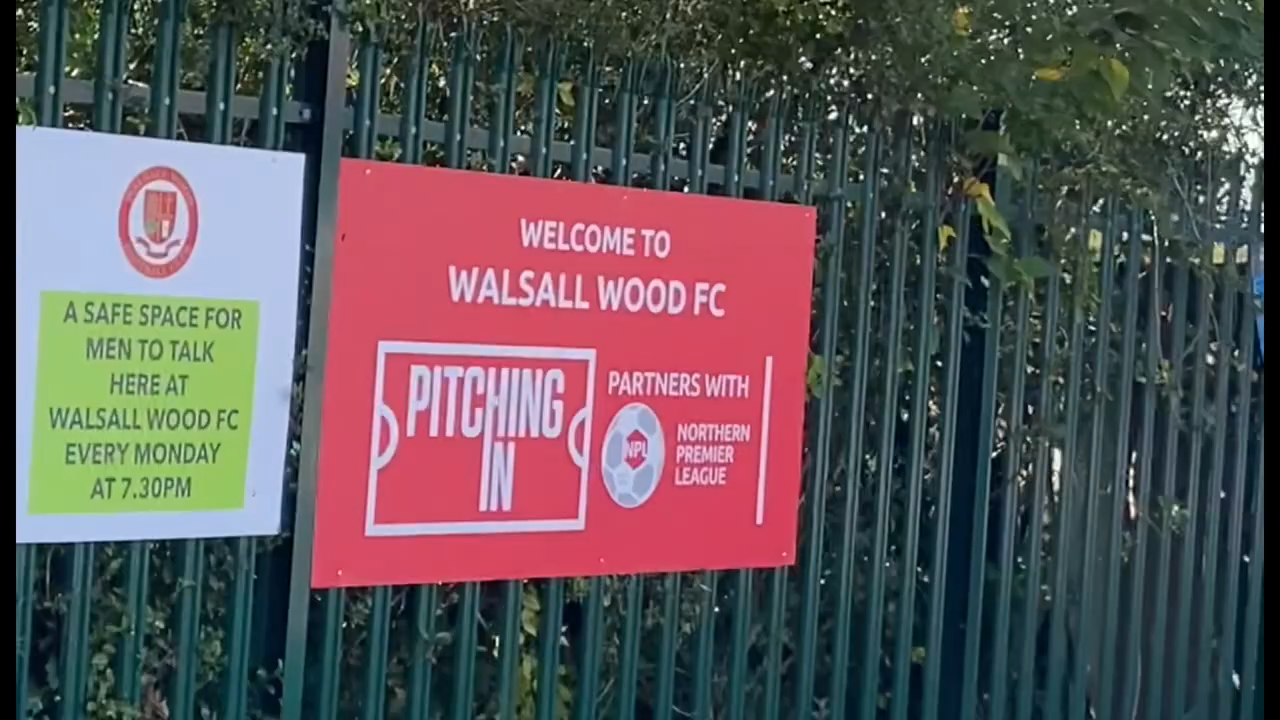 A SAFE SPACE FOR
MEN TO TALK
HERE AT
WALSALL WOOD FC
EVERY MONDAY
AT 7.30PM
WELCOME TO
WALSALL WOOD FC
PITCHING
IN
PARTNERS WITH
NPL
NORTHERN
PREMIER
LEAGUE